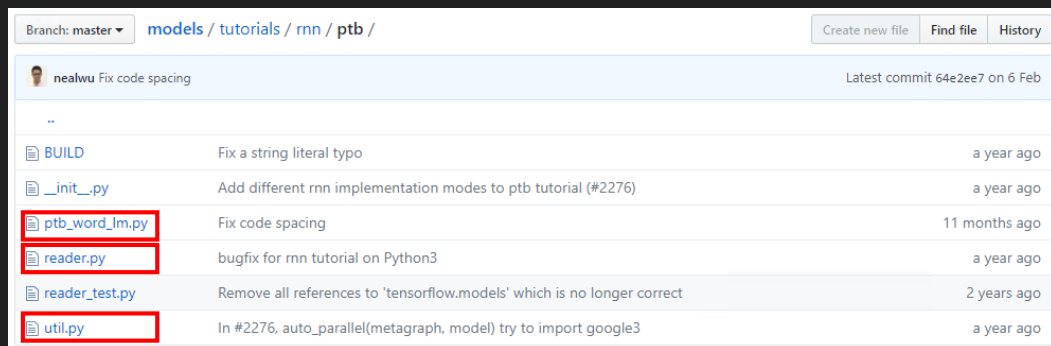 Branch: master models / tutorials / rnn / ptb / Create new file Find file History
nealwu Fix code spacing Latest commit 64e2ee7 on 6 Feb
..
BUILD Fix a string literal typo a year ago
__init__.py Add different rnn implementation modes to ptb tutorial (#2276) a year ago
ptb_word_lm.py Fix code spacing 11 months ago
reader.py bugfix for rnn tutorial on Python3 a year ago
reader_test.py Remove all references to 'tensorflow.models' which is no longer correct 2 years ago
util.py In #2276, auto_parallel(metagraph, model) try to import google3 a year ago